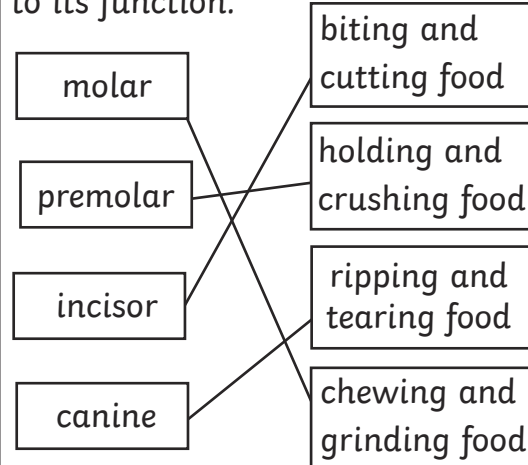 to its function.
molar
premolar
incisor
canine
biting and
cutting food
holding and
crushing food
ripping and
tearing food
chewing and
grinding food